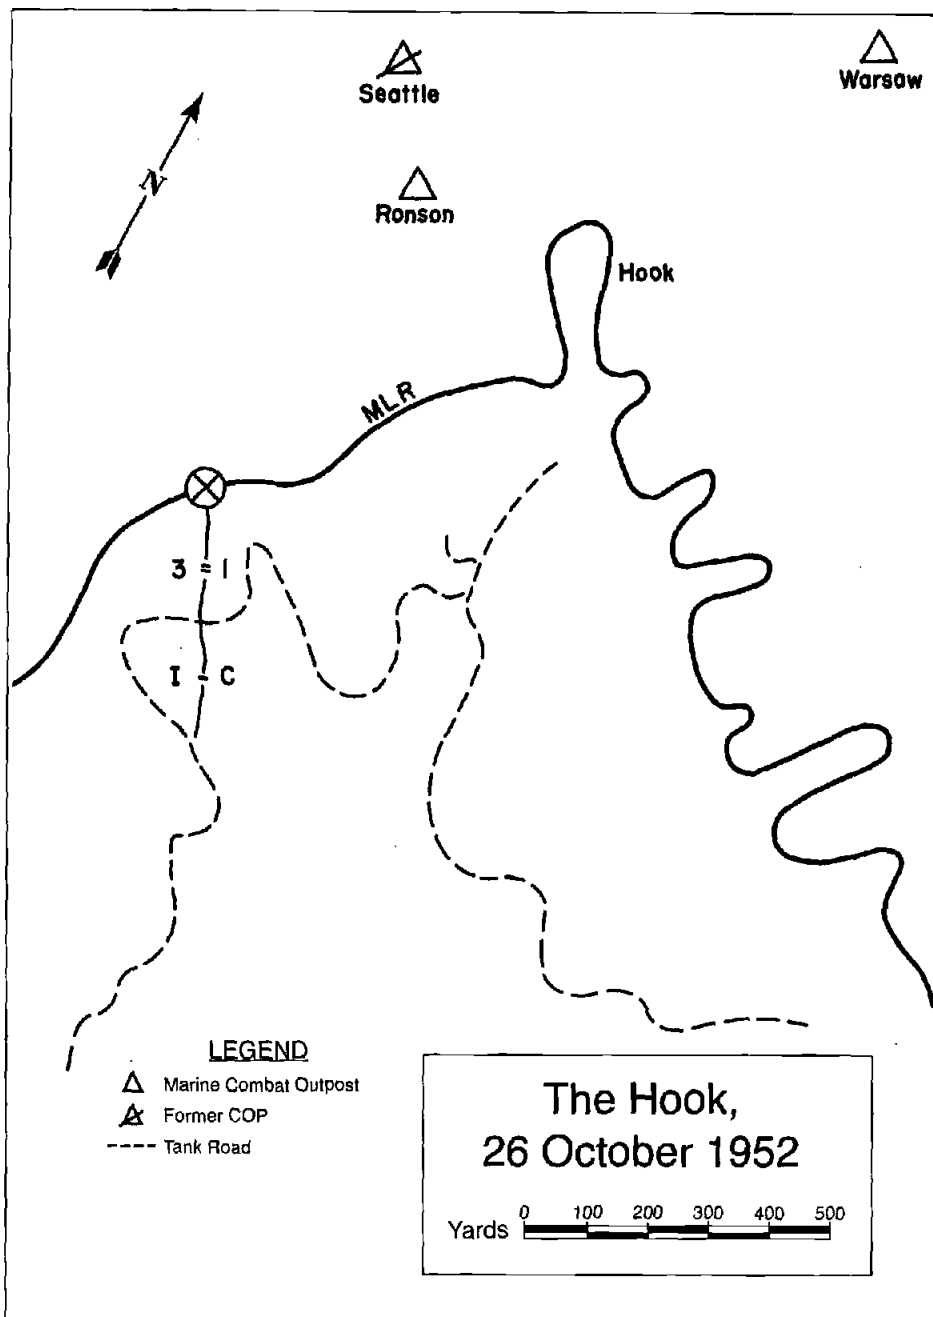 Seattle
Warsaw
N
Ronson
Hook
MLR
3 = 1
I - C
LEGEND
Marine Combat Outpost
Former COP
Tank Road
The Hook,
26 October 1952
0 100 200 300 400 500
Yards